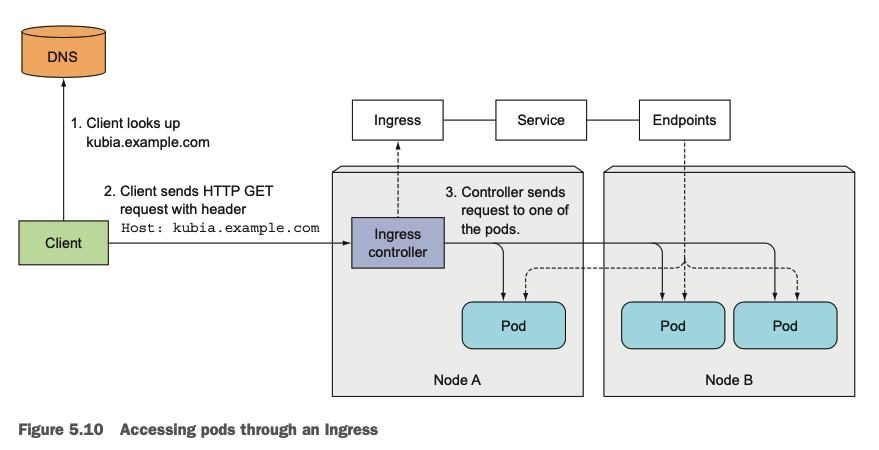 DNS
1. Client looks up
kubia.example.com
Ingress
Service
Endpoints
2. Client sends HTTP GET
request with header
Host: kubia.example.com
3. Controller sends
request to one of
the pods.
Client
Ingress
controller
Pod
Pod
Pod
Node A
Node B
Figure 5.10 Accessing pods through an Ingress